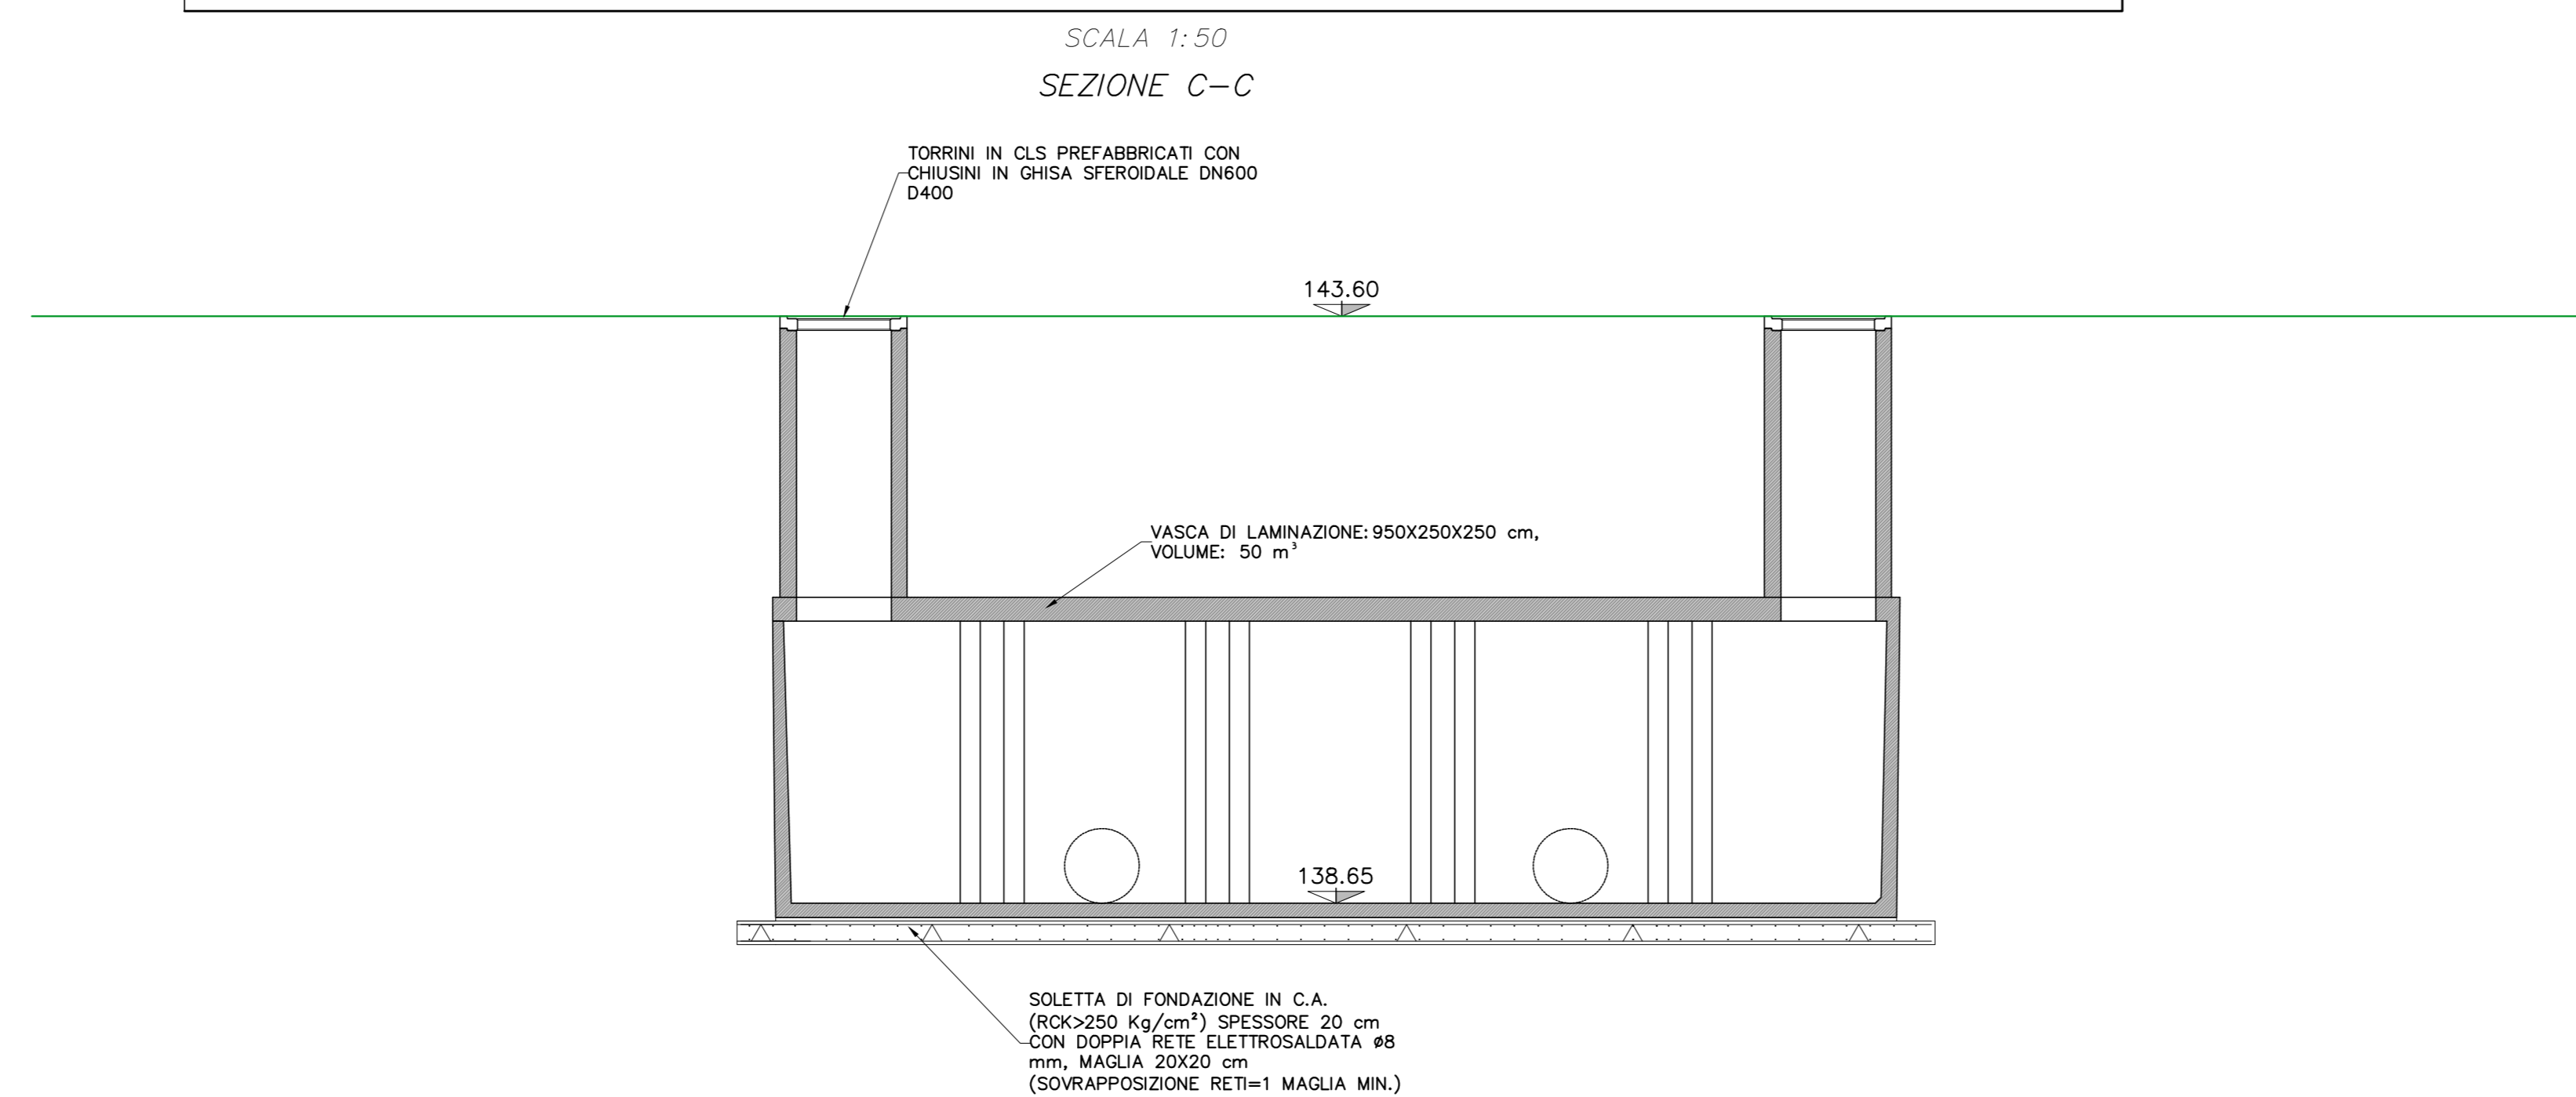 SCALA 1:50
SEZIONE C-C
TORRINI IN CLS PREFABBRICATI CON
CHIUSINI IN GHISA SFEROIDALE DN600
D400
143.60
VASCA DI LAMINAZIONE: 950X250X250 cm,
VOLUME: 50 m³
138.65
SOLETTA DI FONDAZIONE IN C.A.
(RCK>250 Kg/cm²) SPESSORE 20 cm
CON DOPPIA RETE ELETTROSALDATA ø8
mm, MAGLIA 20X20 cm
(SOVRAPPOSIZIONE RETI=1 MAGLIA MIN.)